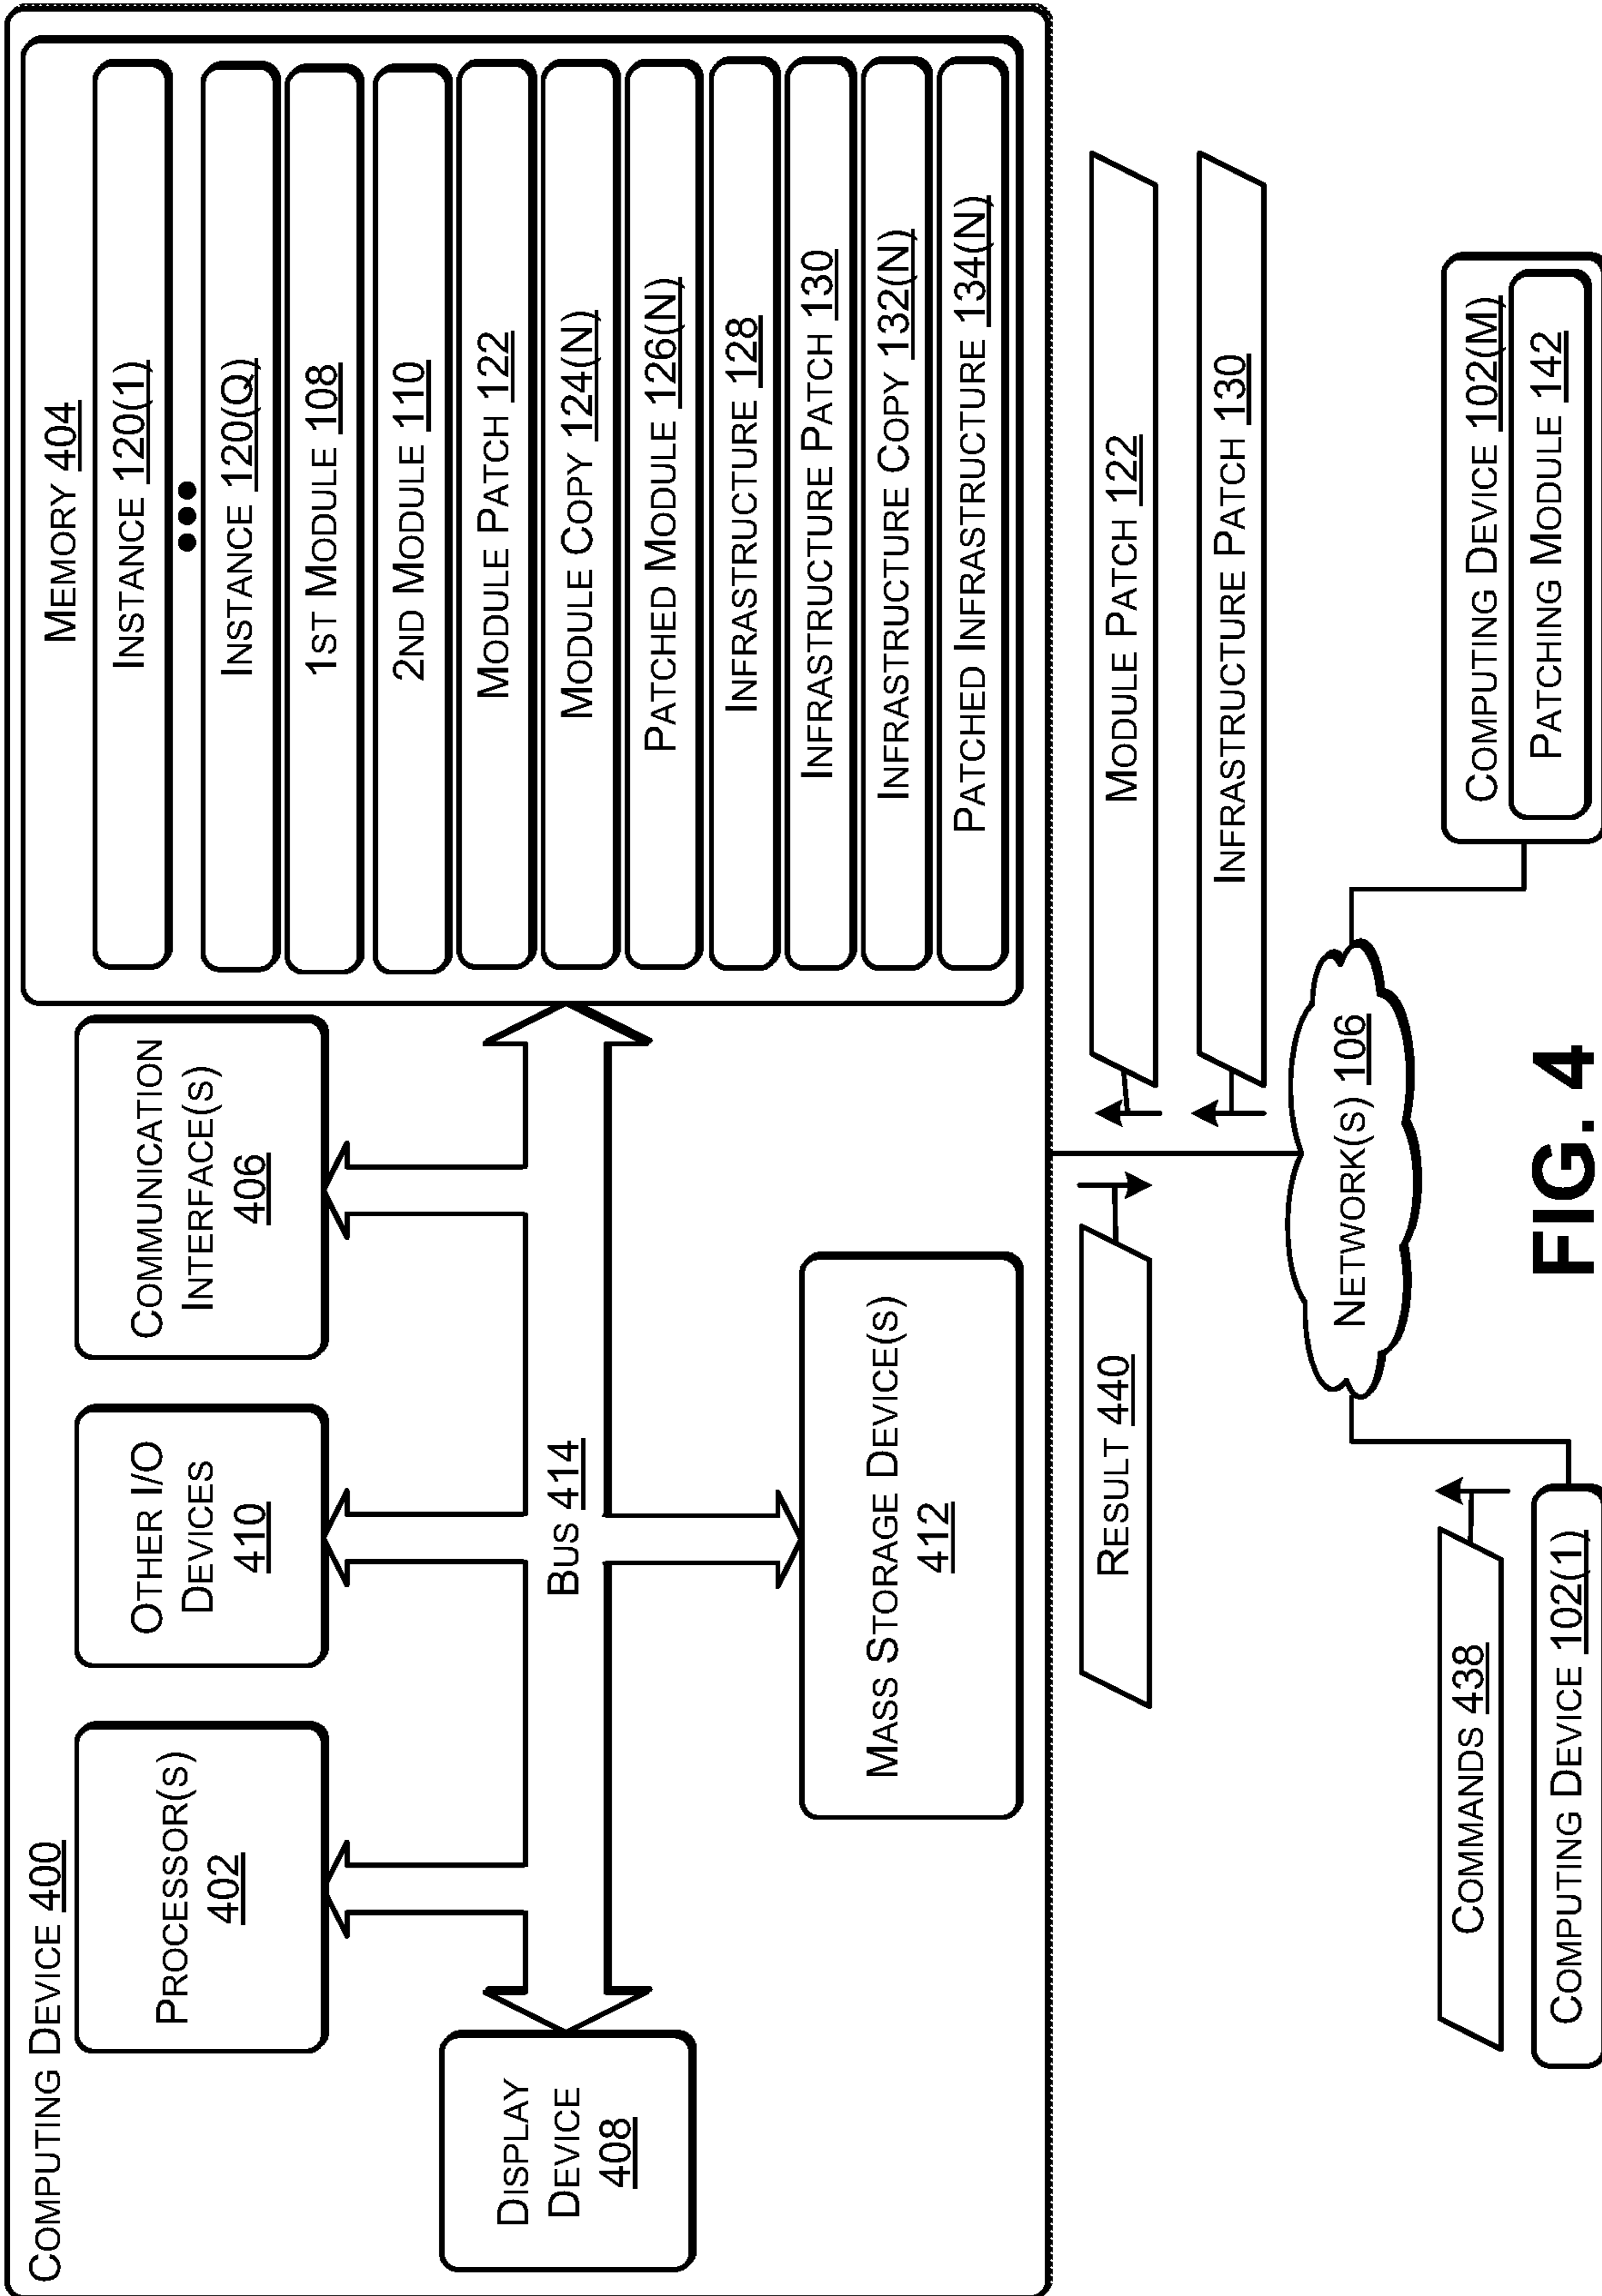 COMPUTING DEVICE 400
PROCESSOR(S)
402
OTHER I/O
DEVICES
410
COMMUNICATION
INTERFACE(S)
406
DISPLAY
DEVICE
408
BUS 414
MASS STORAGE DEVICE(S)
412
MEMORY 404
INSTANCE 120(1)
●●●
INSTANCE 120(Q)
1ST MODULE 108
2ND MODULE 110
MODULE PATCH 122
MODULE COPY 124(N)
PATCHED MODULE 126(N)
INFRASTRUCTURE 128
INFRASTRUCTURE PATCH 130
INFRASTRUCTURE COPY 132(N)
PATCHED INFRASTRUCTURE 134(N)
RESULT 440
MODULE PATCH 122
INFRASTRUCTURE PATCH 130
NETWORK(S) 106
COMMANDS 438
COMPUTING DEVICE 102(1)
COMPUTING DEVICE 102(M)
PATCHING MODULE 142
FIG. 4